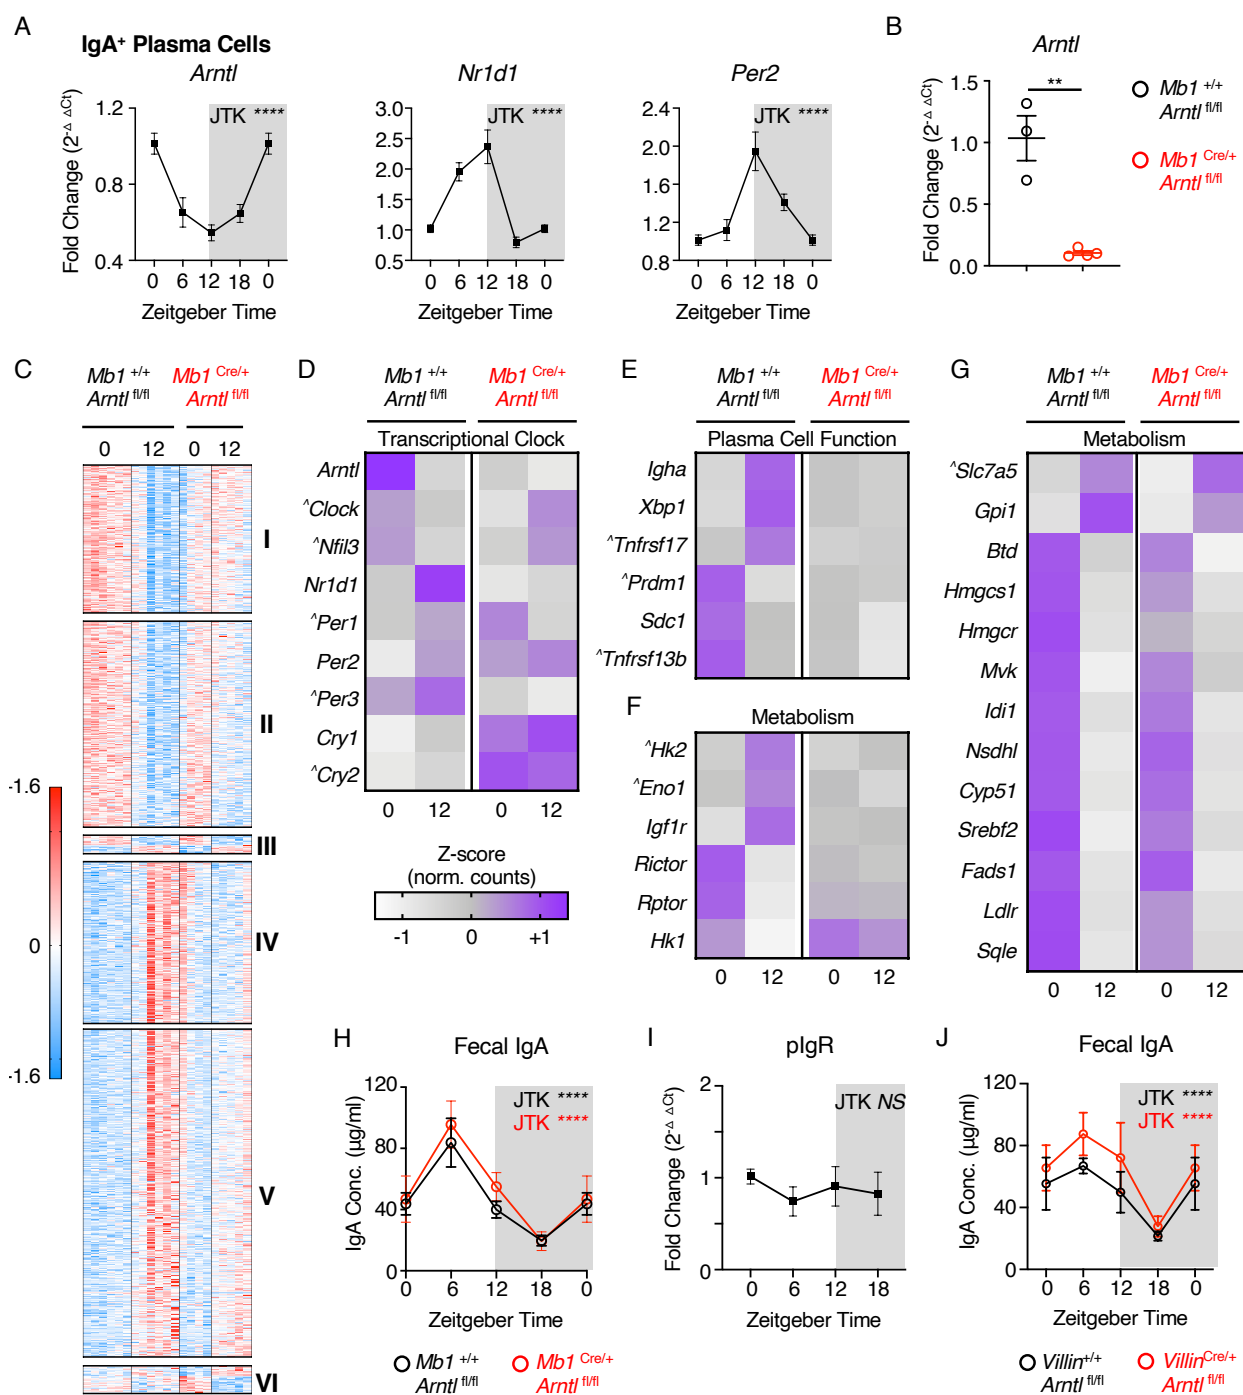 A
IgA⁺ Plasma Cells
Arntl
Fold Change (2^-Δ ΔCt)
1.2
0.8
0.4
JTK ****
0 6 12 18 0
Zeitgeber Time
Nr1d1
3.0
2.5
2.0
1.5
1.0
0.5
JTK ****
0 6 12 18 0
Zeitgeber Time
Per2
2.4
2.0
1.6
1.2
0.8
JTK ****
0 6 12 18 0
Zeitgeber Time
B
Arntl
Fold Change (2^-Δ ΔCt)
1.5
1.0
0.5
0.0
**
Mb1 +/+
Arntl fl/fl
Mb1 Cre/+
Arntl fl/fl
C
Mb1 +/+
Arntl fl/fl
Mb1 Cre/+
Arntl fl/fl
0 12 0 12
I
II
III
IV
V
VI
-1.6
0
-1.6
D
Mb1 +/+
Arntl fl/fl
Mb1 Cre/+
Arntl fl/fl
Transcriptional Clock
Arntl
^Clock
^Nfil3
Nr1d1
^Per1
Per2
^Per3
Cry1
^Cry2
0 12 0 12
Z-score
(norm. counts)
-1 0 +1
E
Mb1 +/+
Arntl fl/fl
Mb1 Cre/+
Arntl fl/fl
Plasma Cell Function
Igha
Xbp1
^Tnfrsf17
^Prdm1
Sdc1
^Tnfrsf13b
F
Metabolism
^Hk2
^Eno1
Igf1r
Rictor
Rptor
Hk1
0 12 0 12
G
Mb1 +/+
Arntl fl/fl
Mb1 Cre/+
Arntl fl/fl
Metabolism
^Slc7a5
Gpi1
Btd
Hmgcs1
Hmgcr
Mvk
Idi1
Nsdhl
Cyp51
Srebf2
Fads1
Ldlr
Sqle
0 12 0 12
H
Fecal IgA
IgA Conc. (µg/ml)
120
80
40
0
JTK ****
JTK ****
0 6 12 18 0
Zeitgeber Time
Mb1 +/+
Arntl fl/fl
Mb1 Cre/+
Arntl fl/fl
I
pIgR
Fold Change (2^-Δ ΔCt)
2
1
0
JTK NS
0 6 12 18
Zeitgeber Time
J
Fecal IgA
IgA Conc. (µg/ml)
120
80
40
0
JTK ****
JTK ****
0 6 12 18 0
Zeitgeber Time
Villin+/+
Arntl fl/fl
VillinCre/+
Arntl fl/fl